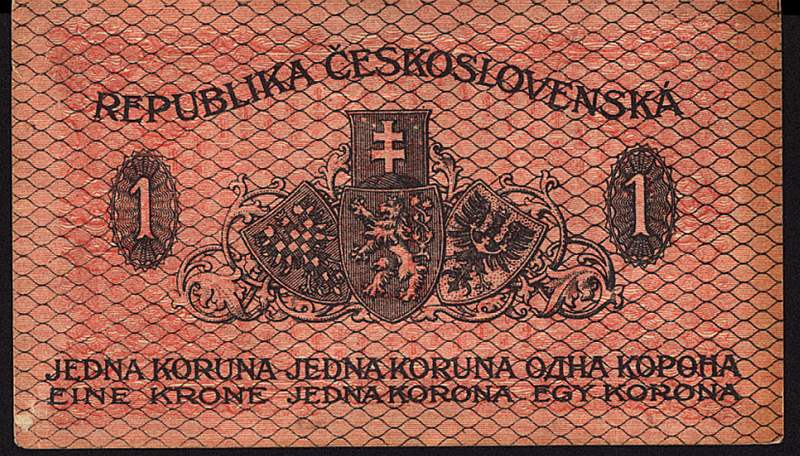 REPUBLIKA ČESKOSLOVENSKÁ
1 1
JEDNA KORUNA JEDNA KORUNA ОДНА КОРОНА
EINE KRONE JEDNA KORONA EGY KORONA